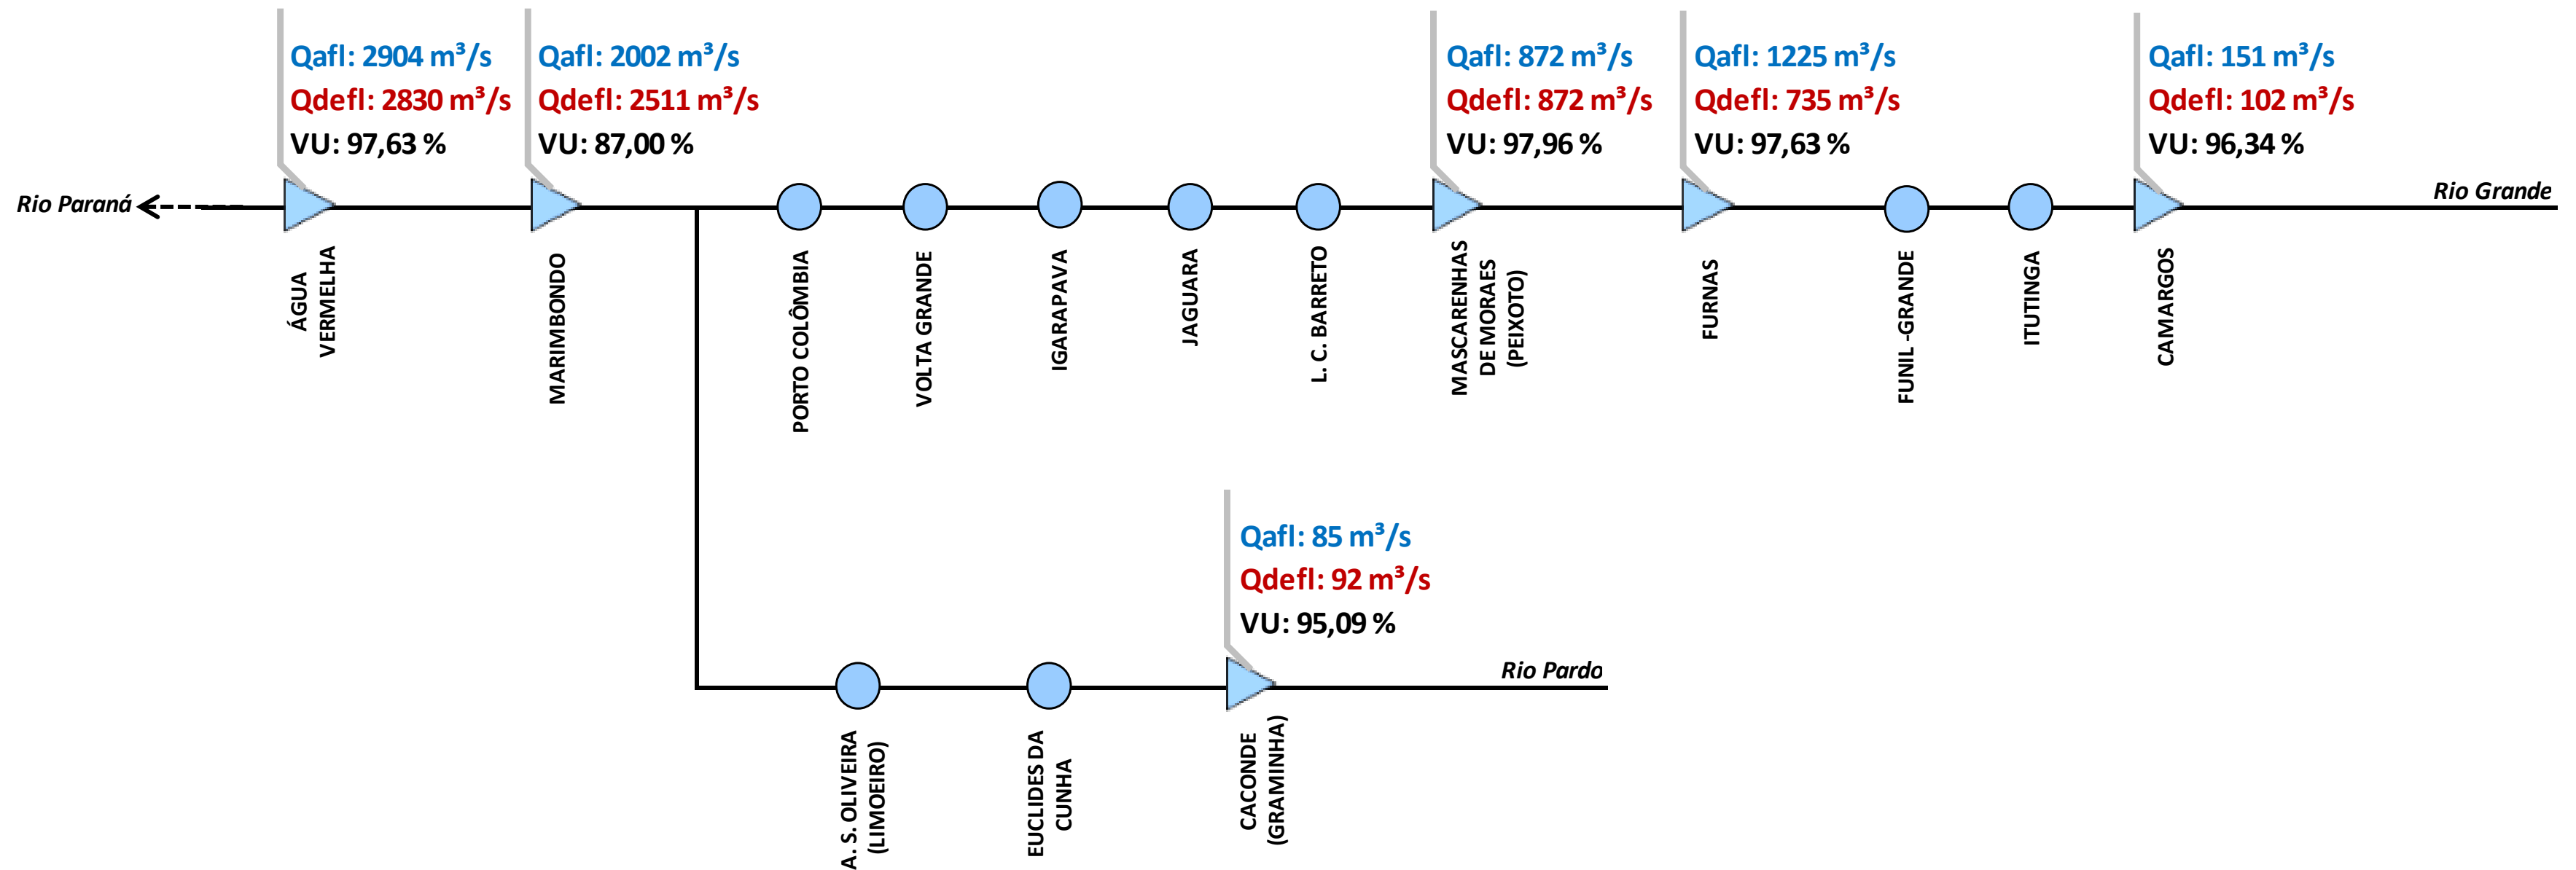 Qafl: 2904 m³/s
Qdefl: 2830 m³/s
VU: 97,63 %
Qafl: 2002 m³/s
Qdefl: 2511 m³/s
VU: 87,00 %
Qafl: 872 m³/s
Qdefl: 872 m³/s
VU: 97,96 %
Qafl: 1225 m³/s
Qdefl: 735 m³/s
VU: 97,63 %
Qafl: 151 m³/s
Qdefl: 102 m³/s
VU: 96,34 %
Rio Paraná
Rio Grande
ÁGUA
VERMELHA
MARIMBONDO
PORTO COLÔMBIA
VOLTA GRANDE
IGARAPAVA
JAGUARA
L. C. BARRETO
MASCARENHAS
DE MORAES
(PEIXOTO)
FURNAS
FUNIL -GRANDE
ITUTINGA
CAMARGOS
Qafl: 85 m³/s
Qdefl: 92 m³/s
VU: 95,09 %
Rio Pardo
A. S. OLIVEIRA
(LIMOEIRO)
EUCLIDES DA
CUNHA
CACONDE
(GRAMINHA)